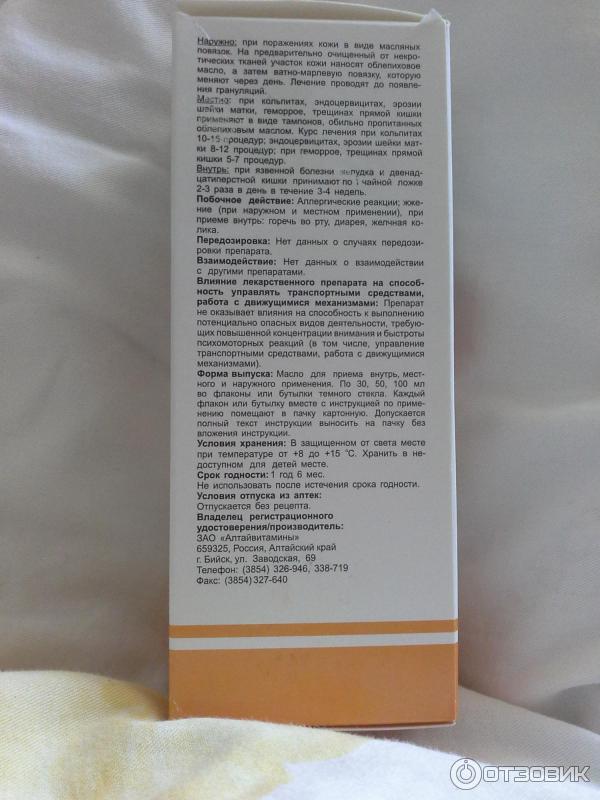 Наружно: при поражениях кожи в виде масляных
повязок. На предварительно очищенный от некро-
тических тканей участок кожи наносят облепиховое
масло, а затем ватно-марлевую повязку, которую
меняют через день. Лечение проводят до появле-
ния грануляций.
Местно: при кольпитах, эндоцервицитах, эрозии
шейки матки, геморрое, трещинах прямой кишки
применяют в виде тампонов, обильно пропитанных
облепиховым маслом. Курс лечения при кольпитах
10-15 процедур; эндоцервицитах, эрозии шейки мат-
ки 8-12 процедур; при геморрое, трещинах прямой
кишки 5-7 процедур.
Внутрь: при язвенной болезни желудка и двенад-
цатиперстной кишки принимают по 1 чайной ложке
2-3 раза в день в течение 3-4 недель.
Побочное действие: Аллергические реакции; жже-
ние (при наружном и местном применении), при
приеме внутрь: горечь во рту, диарея, желчная ко-
лика.
Передозировка: Нет данных о случаях передози-
ровки препарата.
Взаимодействие: Нет данных о взаимодействии
с другими препаратами.
Влияние лекарственного препарата на способ-
ность управлять транспортными средствами,
работа с движущимися механизмами: Препарат
не оказывает влияния на способность к выполнению
потенциально опасных видов деятельности, требую-
щих повышенной концентрации внимания и быстроты
психомоторных реакций (в том числе, управление
транспортными средствами, работа с движущимися
механизмами).
Форма выпуска: Масло для приема внутрь, мест-
ного и наружного применения. По 30, 50, 100 мл
во флаконы или бутылки темного стекла. Каждый
флакон или бутылку вместе с инструкцией по приме-
нению помещают в пачку картонную. Допускается
полный текст инструкции выносить на пачку без
вложения инструкции.
Условия хранения: В защищенном от света месте
при температуре от +8 до +15 °C. Хранить в не-
доступном для детей месте.
Срок годности: 1 год 6 мес.
Не использовать после истечения срока годности.
Условия отпуска из аптек:
Отпускается без рецепта.
Владелец регистрационного
удостоверения/производитель:
ЗАО «Алтайвитамины»
659325, Россия, Алтайский край
г. Бийск, ул. Заводская, 69
Телефон: (3854) 326-946, 338-719
Факс: (3854) 327-640
ОТЗОВИК